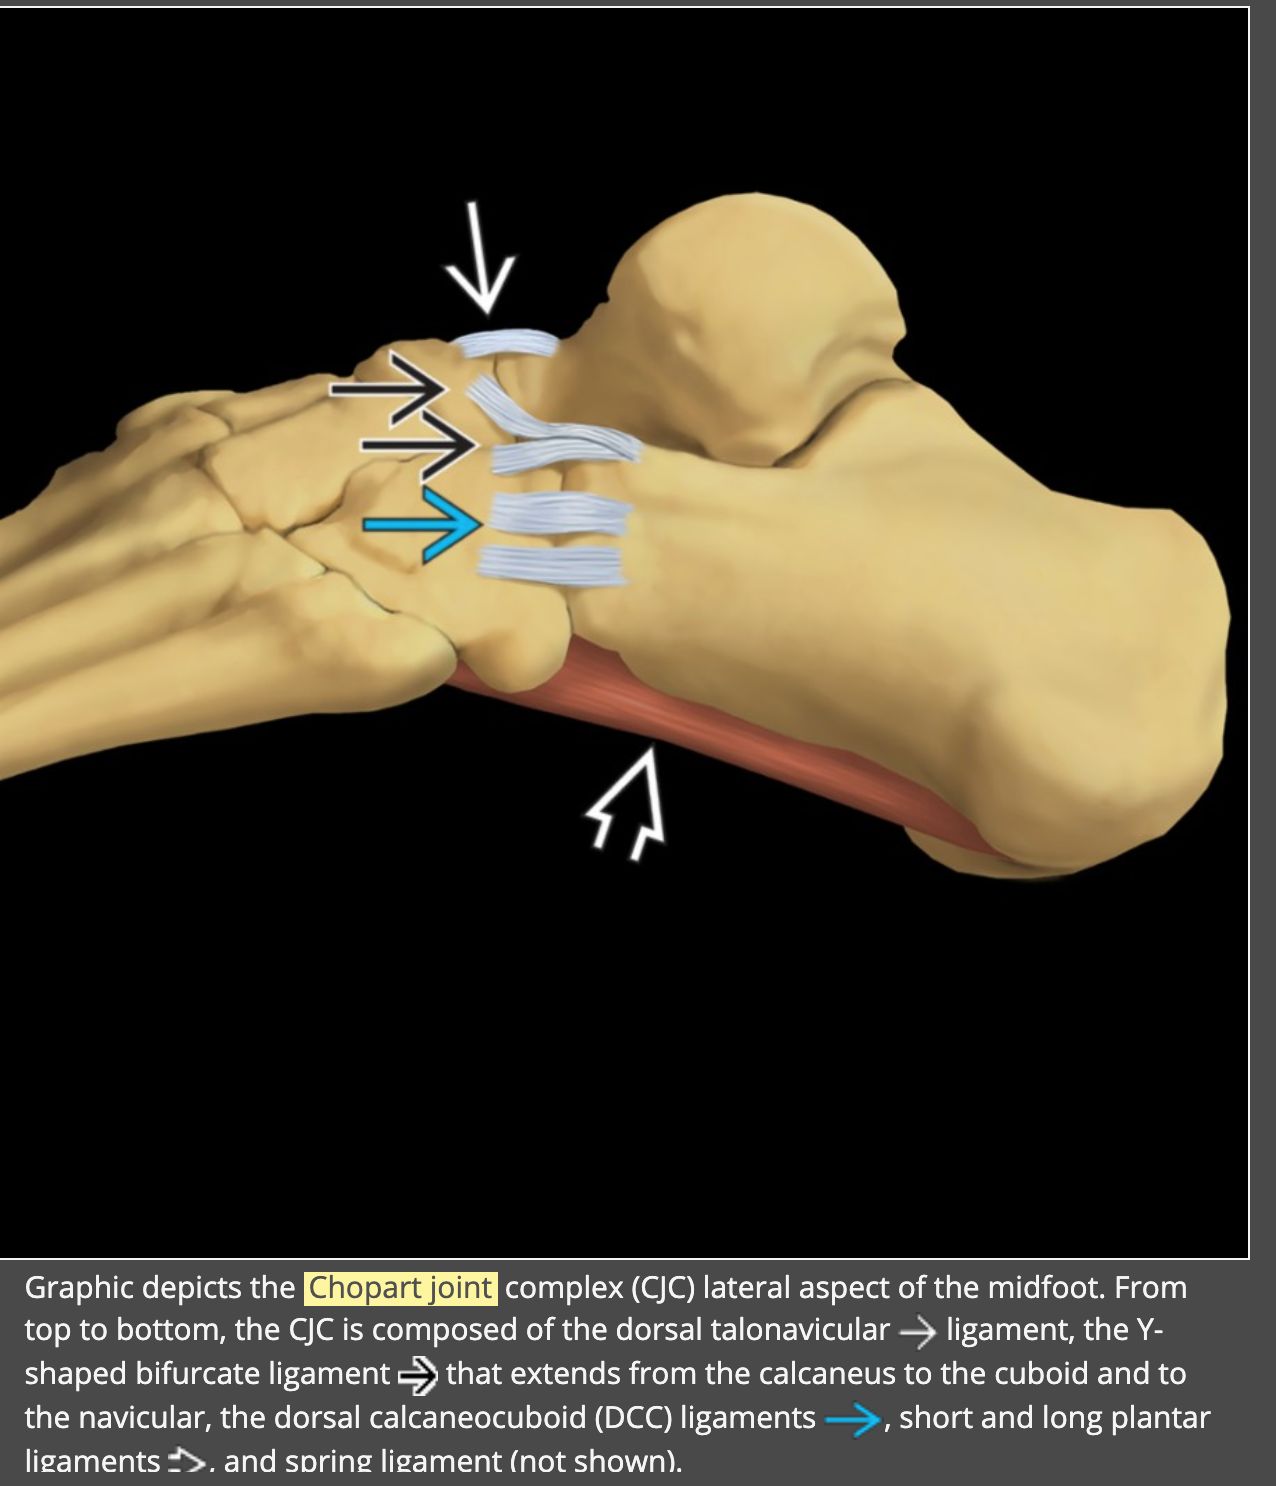 Graphic depicts the Chopart joint complex (CJC) lateral aspect of the midfoot. From
top to bottom, the CJC is composed of the dorsal talonavicular ligament, the Y-
shaped bifurcate ligament that extends from the calcaneus to the cuboid and to
the navicular, the dorsal calcaneocuboid (DCC) ligaments , short and long plantar
ligaments , and spring ligament (not shown).